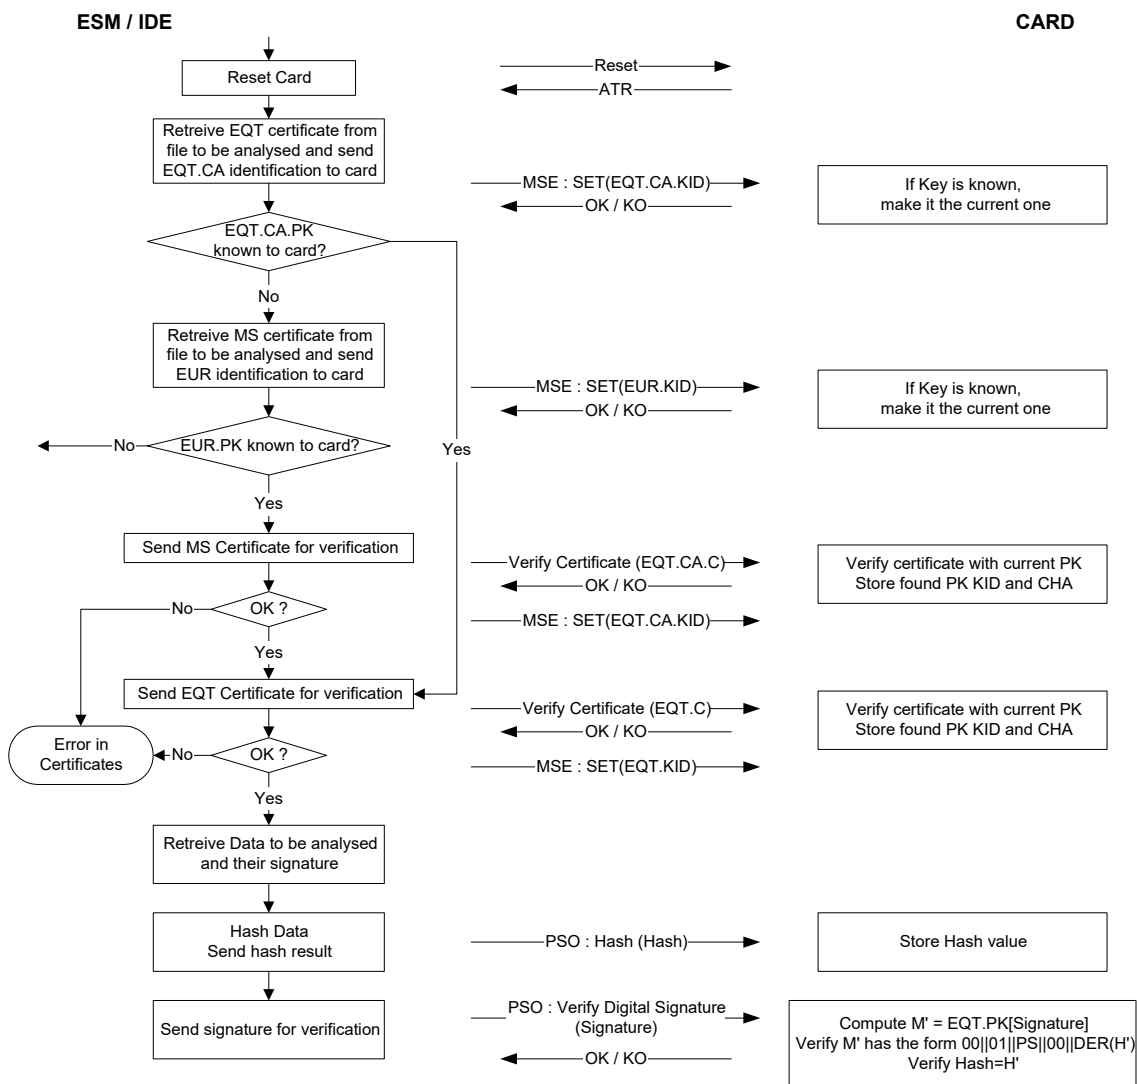 ESM / IDE
CARD
Reset Card
Reset
ATR
Retreive EQT certificate from
file to be analysed and send
EQT.CA identification to card
MSE : SET(EQT.CA.KID)
OK / KO
If Key is known,
make it the current one
EQT.CA.PK
known to card?
No
Yes
Retreive MS certificate from
file to be analysed and send
EUR identification to card
MSE : SET(EUR.KID)
OK / KO
If Key is known,
make it the current one
No
EUR.PK known to card?
Yes
Send MS Certificate for verification
Verify Certificate (EQT.CA.C)
OK / KO
Verify certificate with current PK
Store found PK KID and CHA
No
OK ?
MSE : SET(EQT.CA.KID)
Yes
Send EQT Certificate for verification
Verify Certificate (EQT.C)
OK / KO
Verify certificate with current PK
Store found PK KID and CHA
Error in
Certificates
No
OK ?
MSE : SET(EQT.KID)
Yes
Retreive Data to be analysed
and their signature
Hash Data
Send hash result
PSO : Hash (Hash)
Store Hash value
Send signature for verification
PSO : Verify Digital Signature
(Signature)
OK / KO
Compute M' = EQT.PK[Signature]
Verify M' has the form 00||01||PS||00||DER(H')
Verify Hash=H'